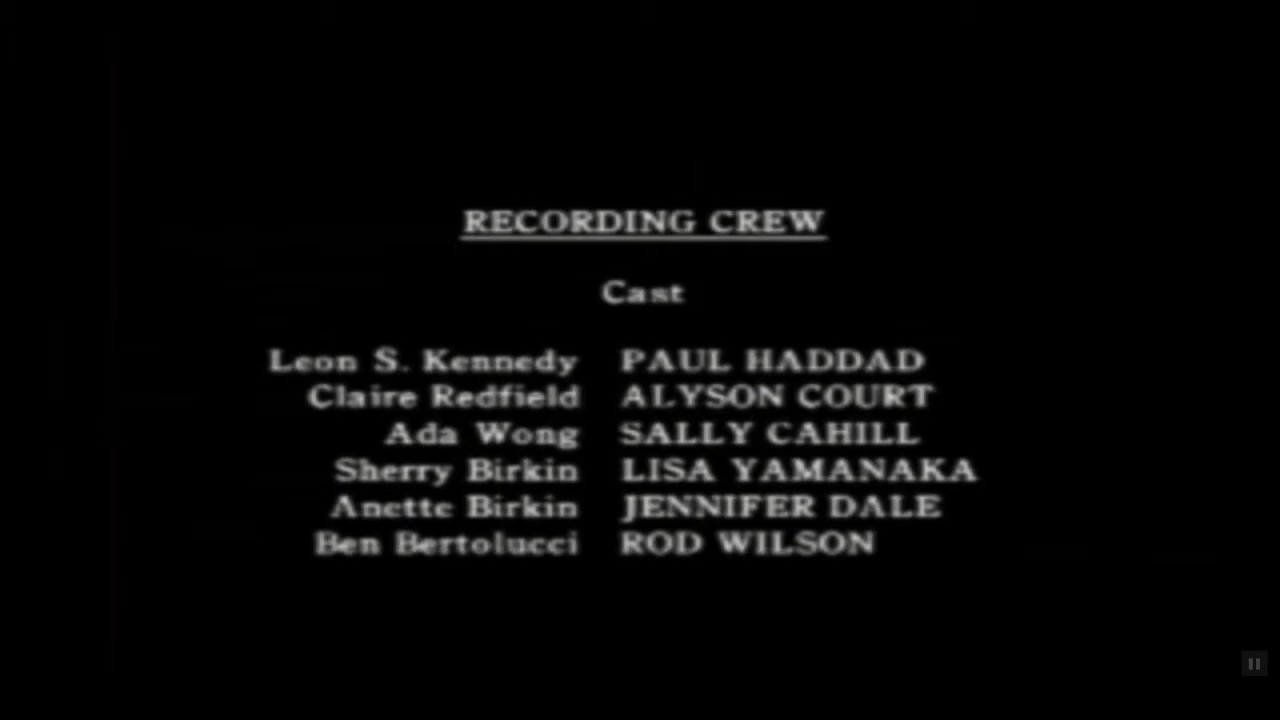 RECORDING CREW
Cast
Leon S. Kennedy PAUL HADDAD
Claire Redfield ALYSON COURT
Ada Wong SALLY CAHILL
Sherry Birkin LISA YAMANAKA
Anette Birkin JENNIFER DALE
Ben Bertolucci ROD WILSON